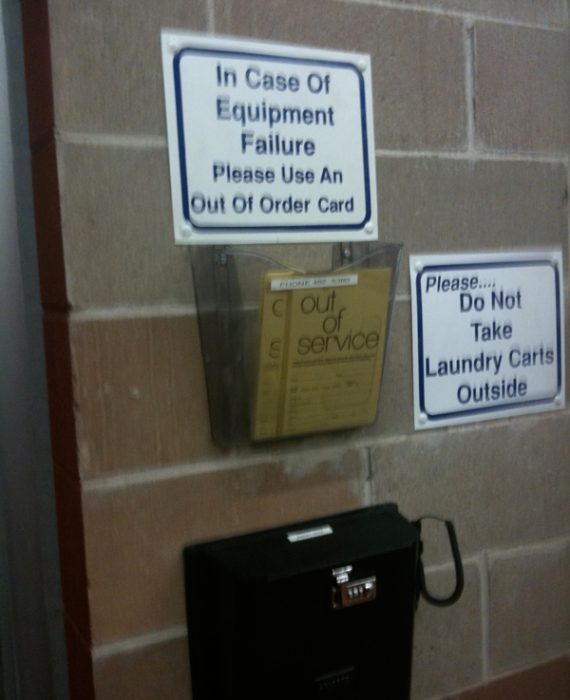 In Case Of
Equipment
Failure
Please Use An
Out Of Order Card
PHONE
out
of
service
Please....
Do Not
Take
Laundry Carts
Outside